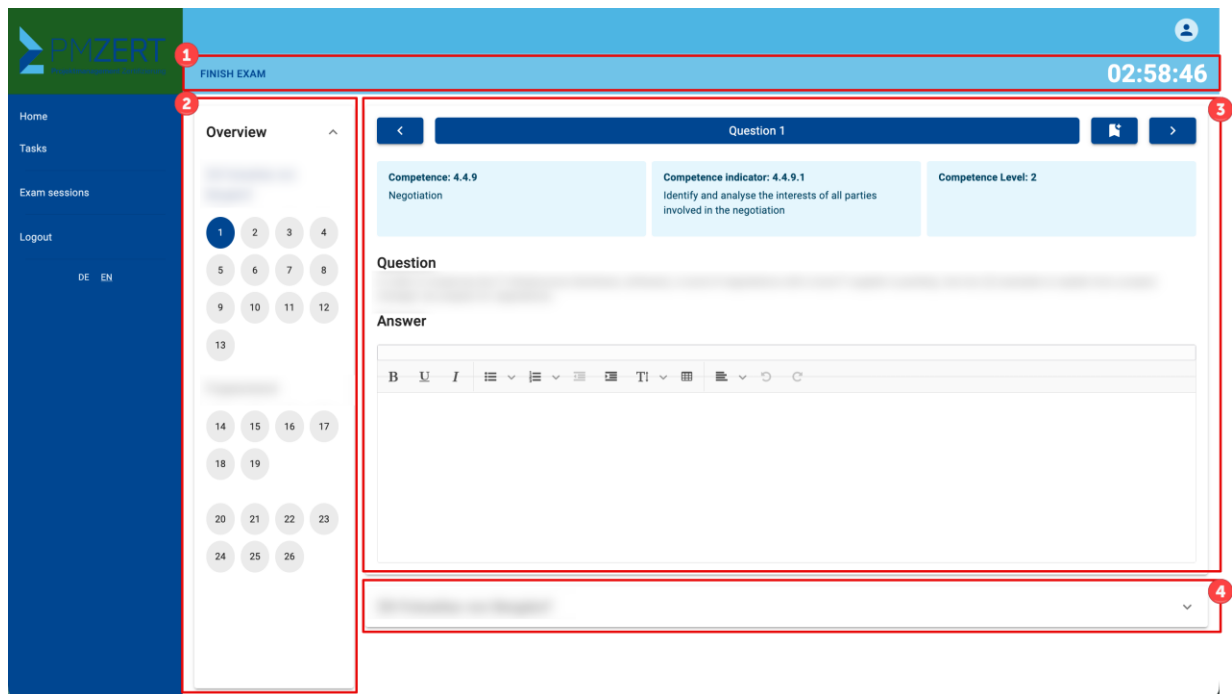 PMZERT
1
FINISH EXAM
02:58:46
Home
Tasks
Exam sessions
Logout
DE EN
2
Overview
1 2 3 4
5 6 7 8
9 10 11 12
13
14 15 16 17
18 19
20 21 22 23
24 25 26
3
Question 1
Competence: 4.4.9
Negotiation
Competence indicator: 4.4.9.1
Identify and analyse the interests of all parties
involved in the negotiation
Competence Level: 2
Question
Answer
B U I T
4